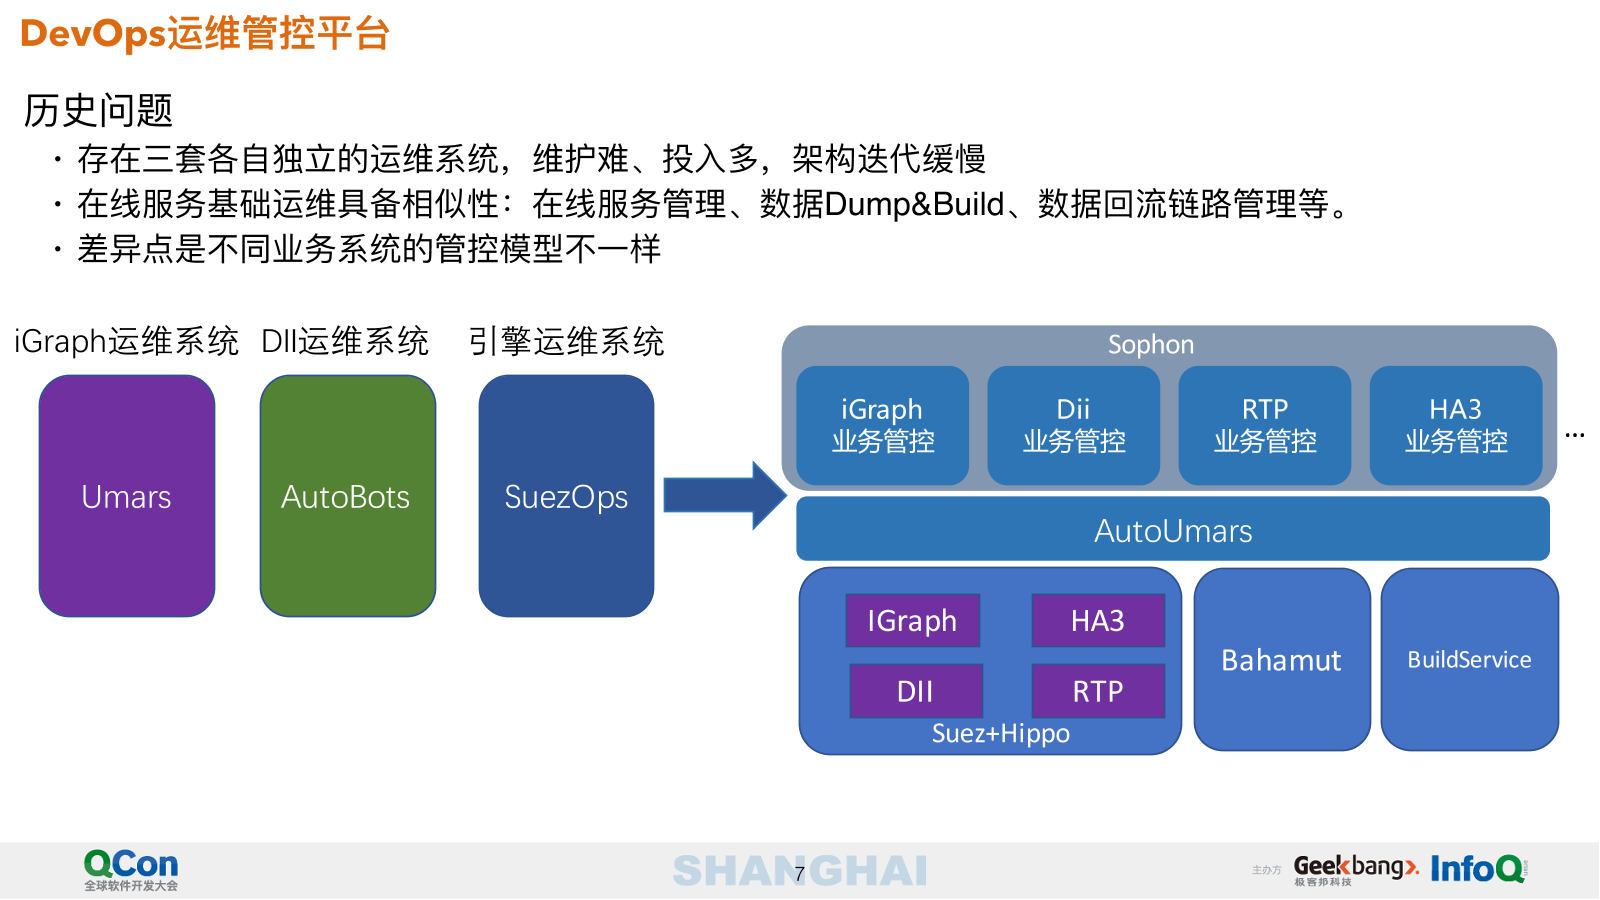 DevOps运维管控平台
历史问题
· 存在三套各自独立的运维系统，维护难、投入多，架构迭代缓慢
· 在线服务基础运维具备相似性：在线服务管理、数据Dump&Build、数据回流链路管理等。
· 差异点是不同业务系统的管控模型不一样
iGraph运维系统
DII运维系统
引擎运维系统
Umars
AutoBots
SuezOps
Sophon
iGraph
业务管控
Dii
业务管控
RTP
业务管控
HA3
业务管控
...
AutoUmars
IGraph
HA3
DII
RTP
Suez+Hippo
Bahamut
BuildService
QCon
全球软件开发大会
SHANGHAI
7
主办方
Geekbang
极客邦科技
InfoQ